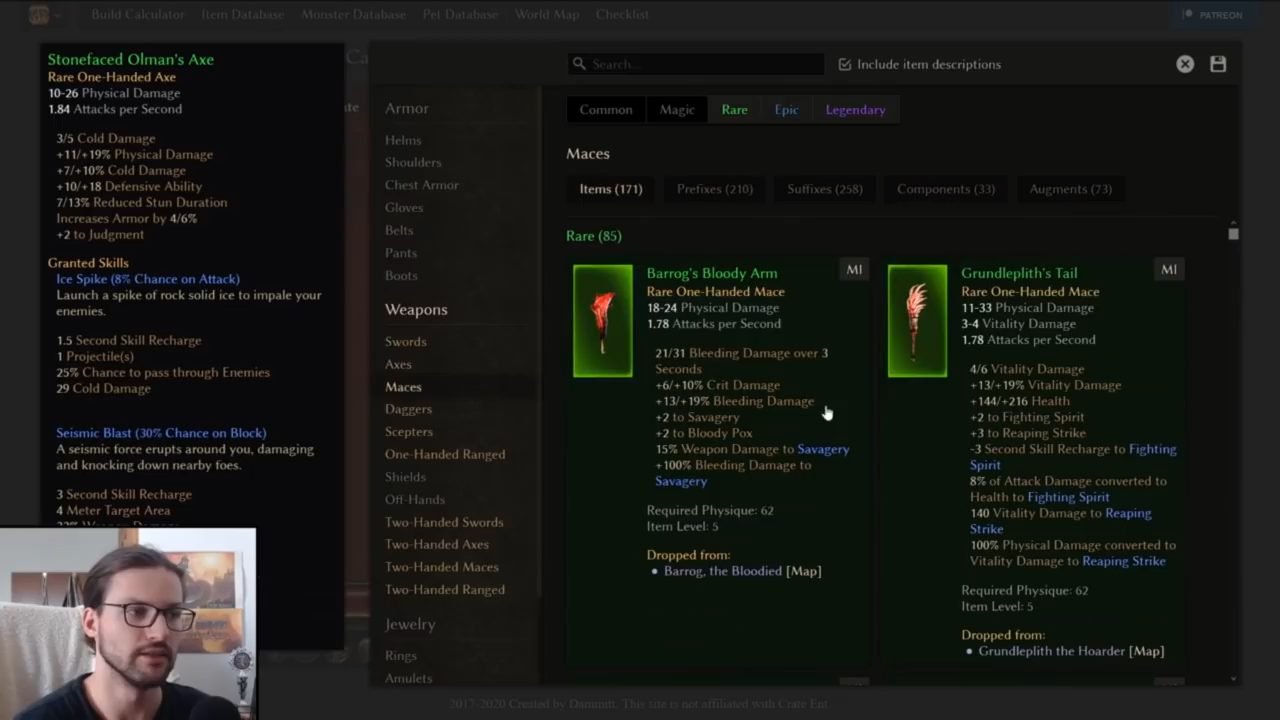 Build Calculator
Item Database
Monster Database
Pet Database
World Map
Checklist
PATREON
Stonefaced Olman's Axe
Rare One-Handed Axe
10-26 Physical Damage
1.84 Attacks per Second
3/5 Cold Damage
+11/+19% Physical Damage
+7/+10% Cold Damage
+10/+18 Defensive Ability
7/13% Reduced Stun Duration
Increases Armor by 4/6%
+2 to Judgment
Granted Skills
Ice Spike (8% Chance on Attack)
Launch a spike of rock solid ice to impale your
enemies.
1.5 Second Skill Recharge
1 Projectile(s)
25% Chance to pass through Enemies
29 Cold Damage
Seismic Blast (30% Chance on Block)
A seismic force erupts around you, damaging
and knocking down nearby foes.
3 Second Skill Recharge
4 Meter Target Area
Armor
Helms
Shoulders
Chest Armor
Gloves
Belts
Pants
Boots
Weapons
Swords
Axes
Maces
Daggers
Scepters
One-Handed Ranged
Shields
Off-Hands
Two-Handed Swords
Two-Handed Axes
Two-Handed Maces
Two-Handed Ranged
Jewelry
Rings
Amulets
Search...
Include item descriptions
Common
Magic
Rare
Epic
Legendary
Maces
Items (171)
Prefixes (210)
Suffixes (258)
Components (33)
Augments (73)
Rare (85)
Barrog's Bloody Arm
MI
Rare One-Handed Mace
18-24 Physical Damage
1.78 Attacks per Second
21/31 Bleeding Damage over 3
Seconds
+6/+10% Crit Damage
+13/+19% Bleeding Damage
+2 to Savagery
+2 to Bloody Pox
15% Weapon Damage to Savagery
+100% Bleeding Damage to
Savagery
Required Physique: 62
Item Level: 5
Dropped from:
• Barrog, the Bloodied [Map]
Grundleplith's Tail
MI
Rare One-Handed Mace
11-33 Physical Damage
3-4 Vitality Damage
1.78 Attacks per Second
4/6 Vitality Damage
+13/+19% Vitality Damage
+144/+216 Health
+2 to Fighting Spirit
+3 to Reaping Strike
-3 Second Skill Recharge to Fighting
Spirit
8% of Attack Damage converted to
Health to Fighting Spirit
140 Vitality Damage to Reaping
Strike
100% Physical Damage converted to
Vitality Damage to Reaping Strike
Required Physique: 62
Item Level: 5
Dropped from:
• Grundleplith the Hoarder [Map]
2017-2020 Created by Dammitt. This site is not affiliated with Crate Ent.